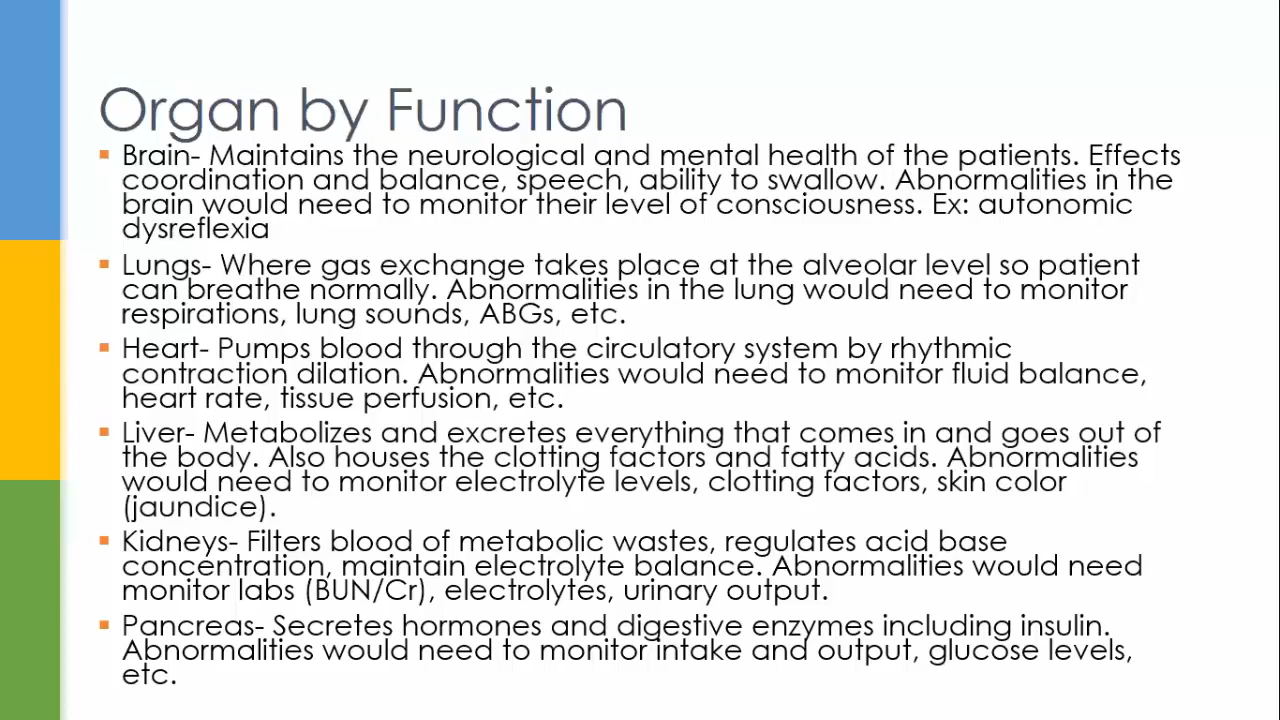 Organ by Function
Brain- Maintains the neurological and mental health of the patients. Effects
coordination and balance, speech, ability to swallow. Abnormalities in the
brain would need to monitor their level of consciousness. Ex: autonomic
dysreflexia
Lungs- Where gas exchange takes place at the alveolar level so patient
can breathe normally. Abnormalities in the lung would need to monitor
respirations, lung sounds, ABGs, etc.
Heart- Pumps blood through the circulatory system by rhythmic
contraction dilation. Abnormalities would need to monitor fluid balance,
heart rate, tissue perfusion, etc.
Liver- Metabolizes and excretes everything that comes in and goes out of
the body. Also houses the clotting factors and fatty acids. Abnormalities
would need to monitor electrolyte levels, clotting factors, skin color
(jaundice).
Kidneys- Filters blood of metabolic wastes, regulates acid base
concentration, maintain electrolyte balance. Abnormalities would need
monitor labs (BUN/Cr), electrolytes, urinary output.
Pancreas- Secretes hormones and digestive enzymes including insulin.
Abnormalities would need to monitor intake and output, glucose levels,
etc.